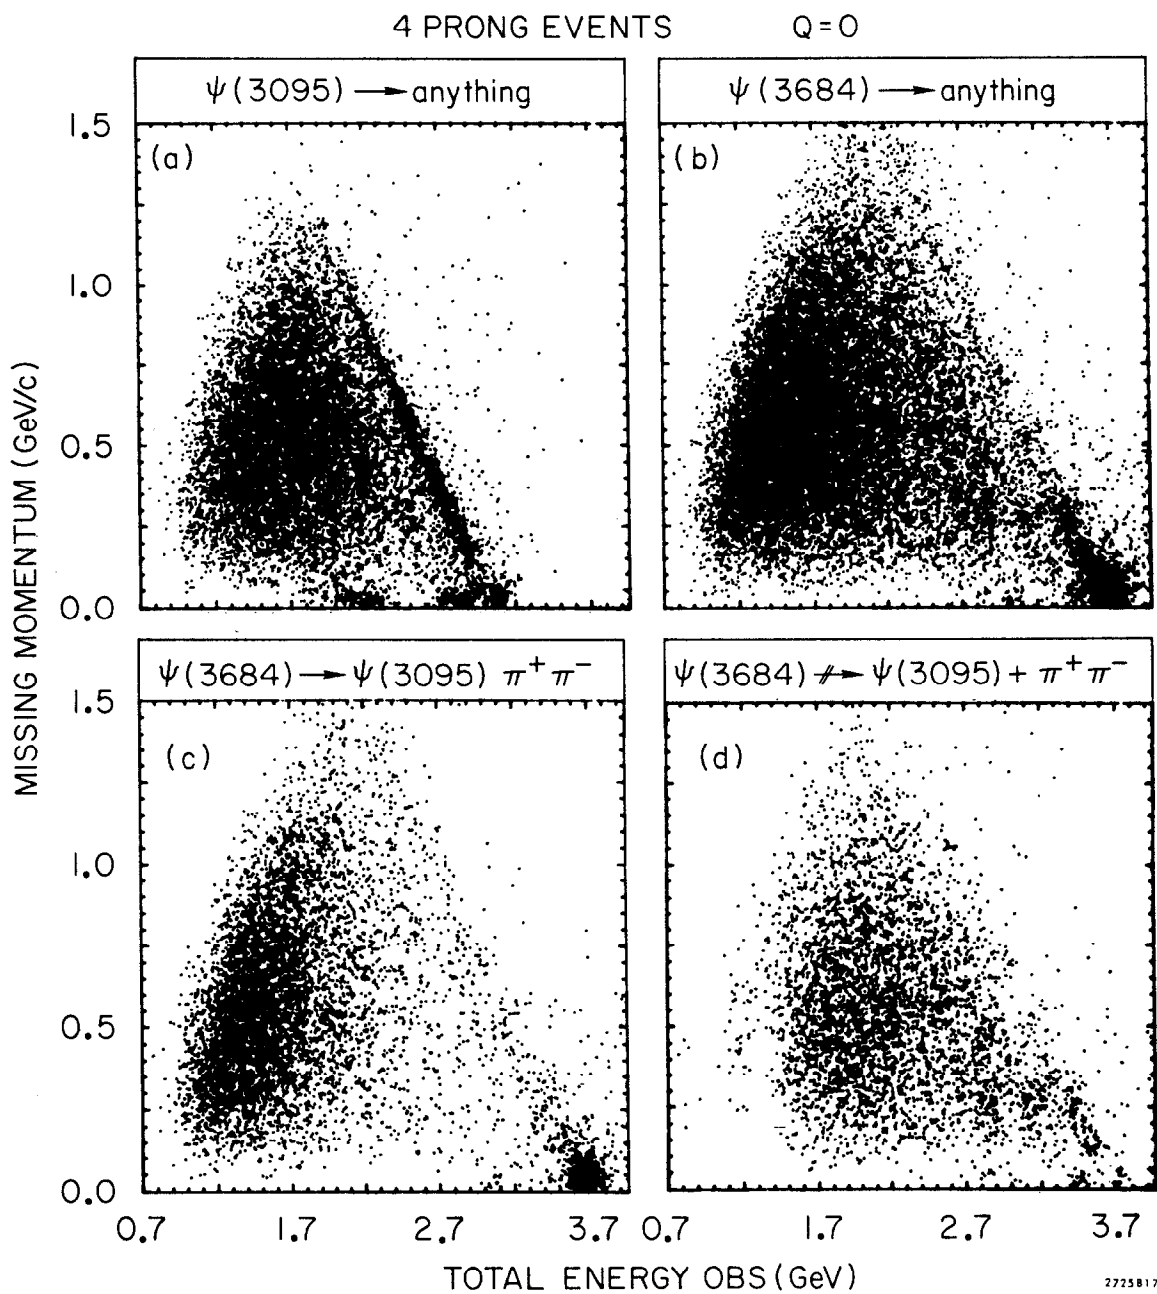 4 PRONG EVENTS Q=0
ψ(3095) → anything
ψ(3684) → anything
(a)
(b)
1.5
1.0
0.5
0.0
ψ(3684) → ψ(3095) π⁺π⁻
ψ(3684) ↛ ψ(3095) + π⁺π⁻
(c)
(d)
1.5
1.0
0.5
0.0
0.7 1.7 2.7 3.7 0.7 1.7 2.7 3.7
MISSING MOMENTUM (GeV/c)
TOTAL ENERGY OBS (GeV)
2725B17